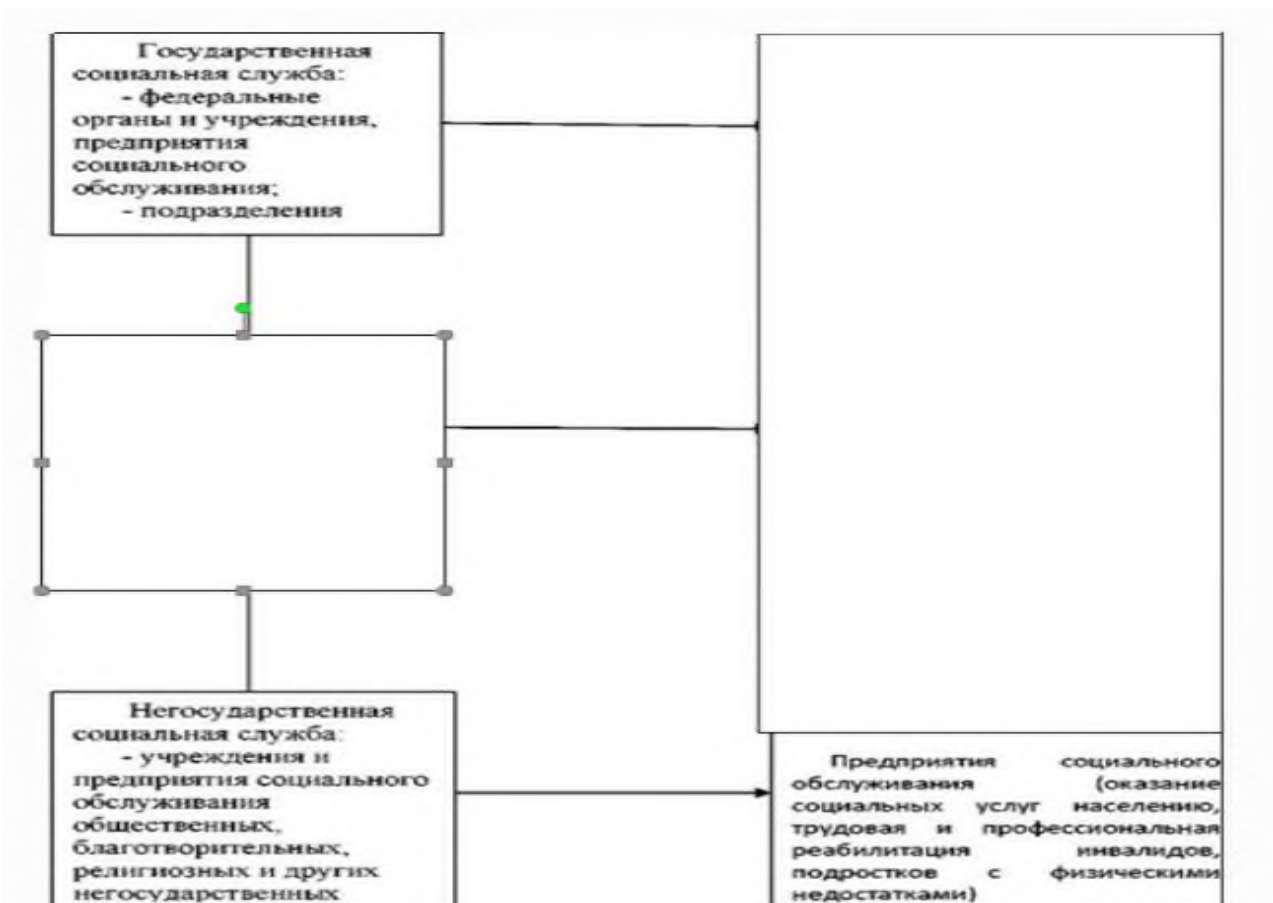 Государственная
социальная служба:
- федеральные
органы и учреждения,
предприятия
социального
обслуживания;
- подразделения
Негосударственная
социальная служба:
- учреждения и
предприятия социального
обслуживания
общественных,
благотворительных,
религиозных и других
негосударственных
Предприятия социального
обслуживания (оказание
социальных услуг населению,
трудовая и профессиональная
реабилитация инвалидов,
подростков с физическими
недостатками)